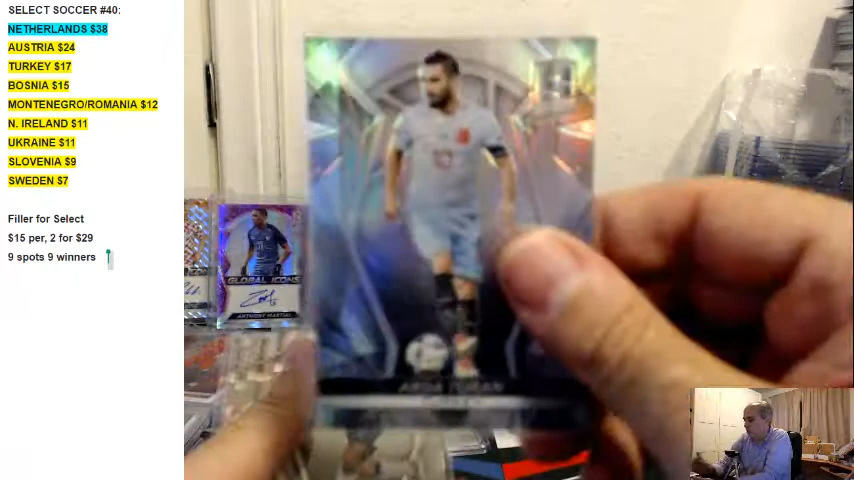 SELECT SOCCER #40:
NETHERLANDS $38
AUSTRIA $24
TURKEY $17
BOSNIA $15
MONTENEGRO/ROMANIA $12
N. IRELAND $11
UKRAINE $11
SLOVENIA $9
SWEDEN $7
Filler for Select
$15 per, 2 for $29
9 spots 9 winners
GLOBAL ICONS
ANTHONY MARTIAL
ARDA TURAN